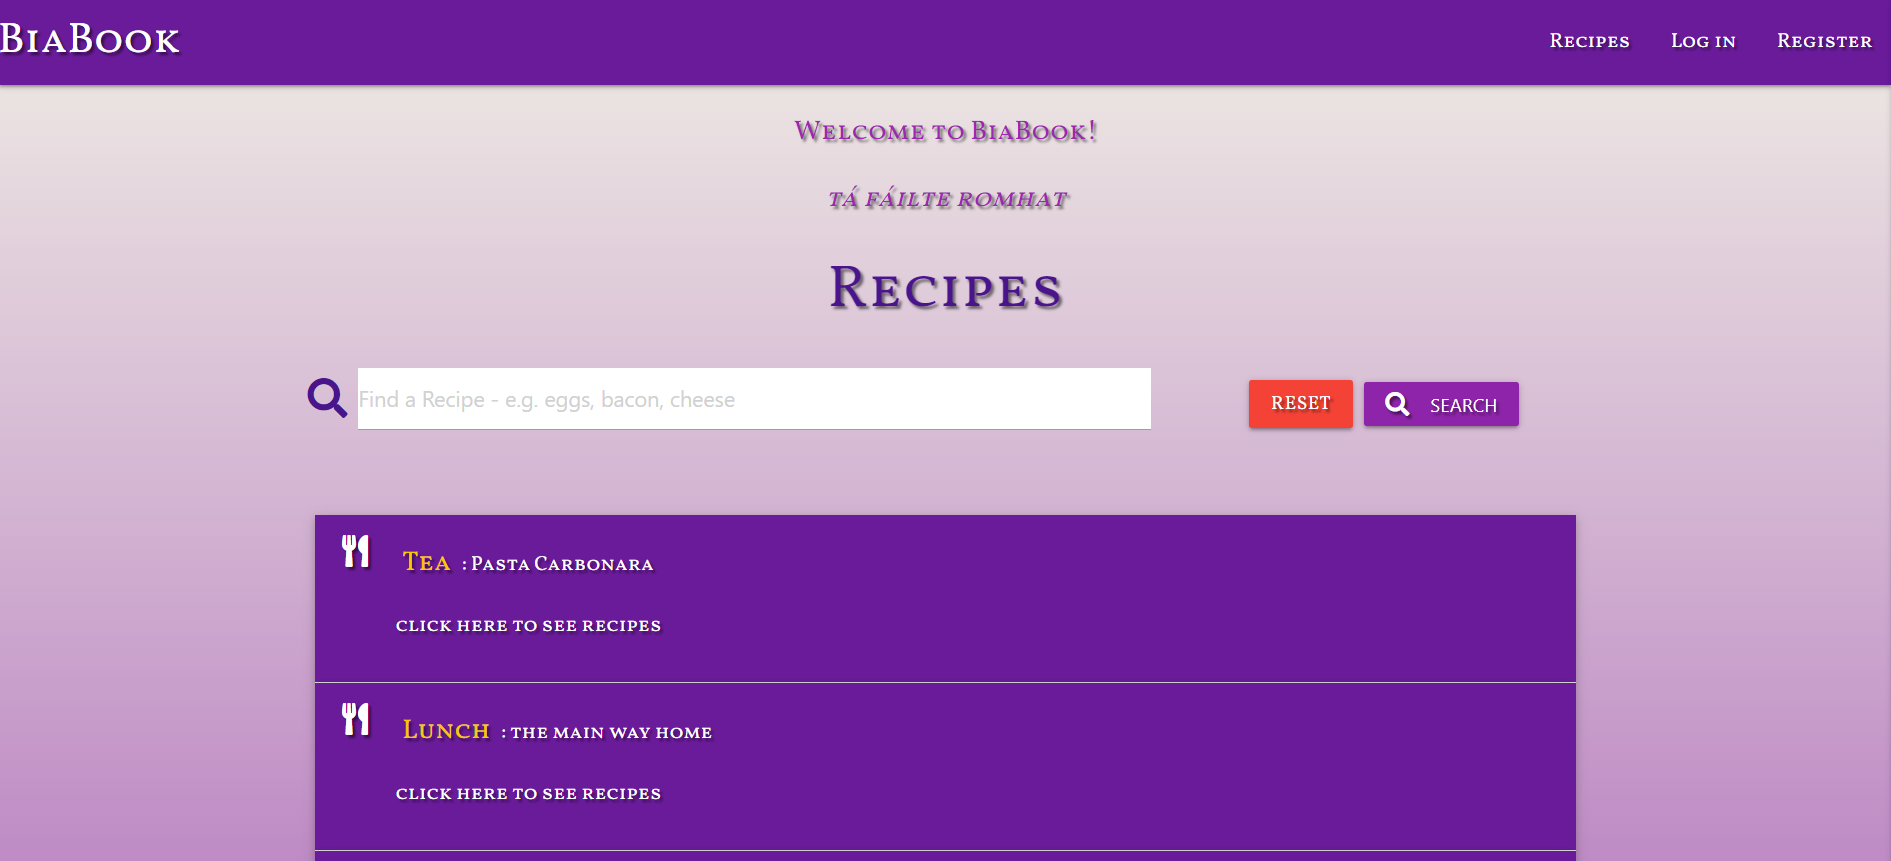 BiaBook
Recipes Log in Register
Welcome to BiaBook!
tá fáilte romhat
Recipes
Find a Recipe - e.g. eggs, bacon, cheese
RESET
SEARCH
Tea : Pasta Carbonara
click here to see recipes
Lunch : the main way home
click here to see recipes